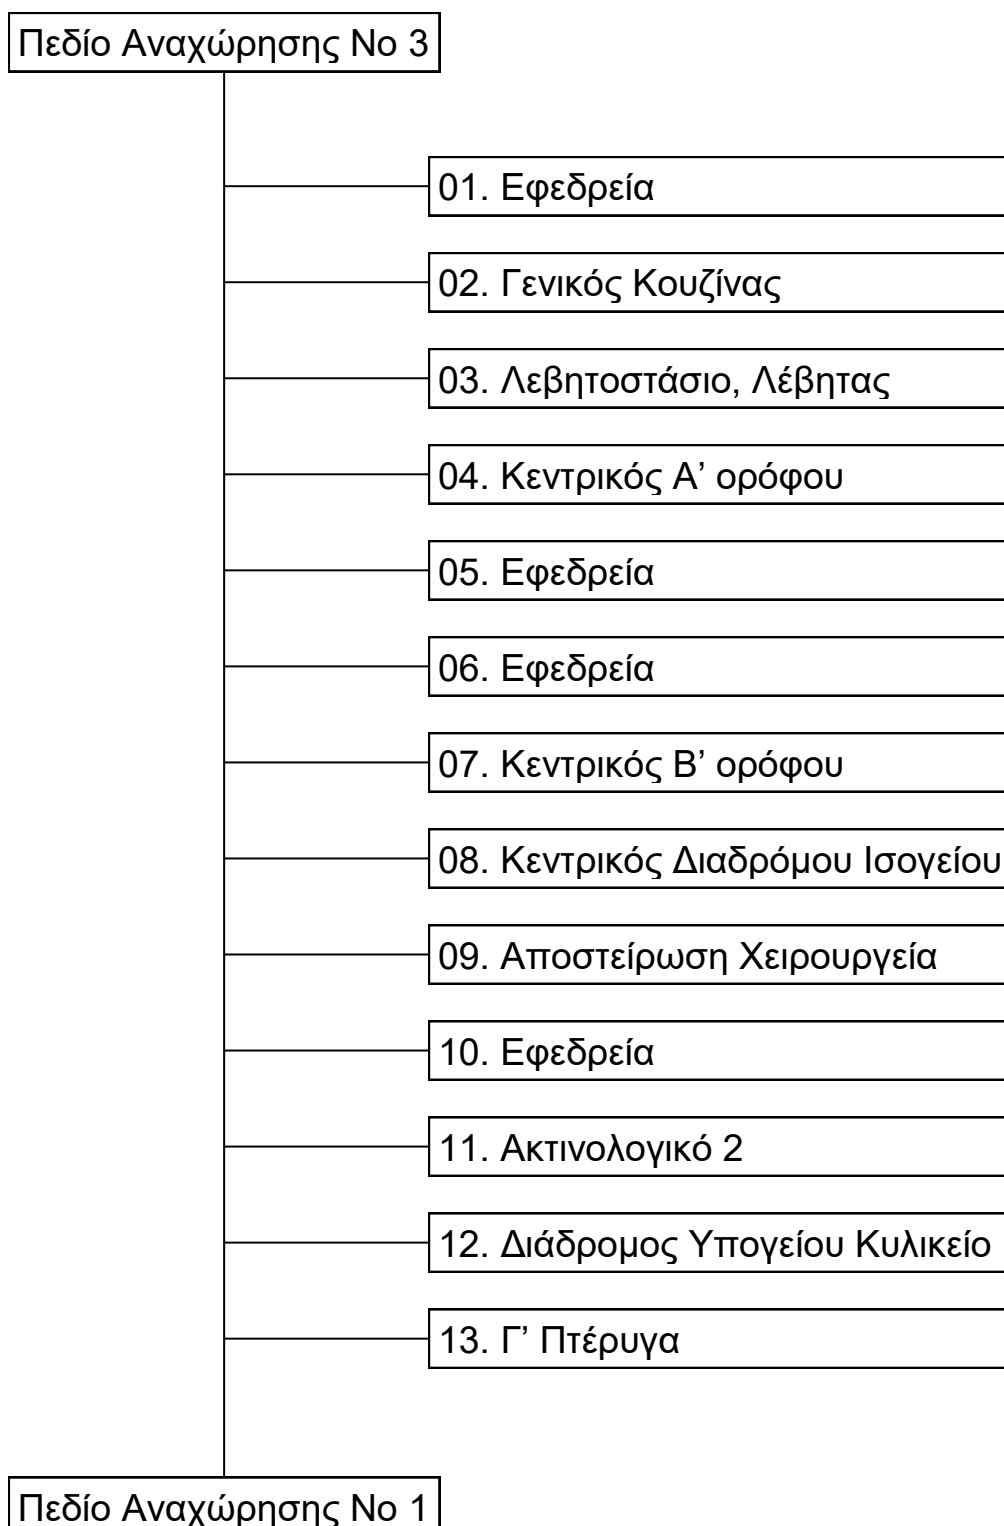 Πεδίο Αναχώρησης Νο 3
01. Εφεδρεία
02. Γενικός Κουζίνας
03. Λεβητοστάσιο, Λέβητας
04. Κεντρικός Α’ ορόφου
05. Εφεδρεία
06. Εφεδρεία
07. Κεντρικός Β’ ορόφου
08. Κεντρικός Διαδρόμου Ισογείου
09. Αποστείρωση Χειρουργεία
10. Εφεδρεία
11. Ακτινολογικό 2
12. Διάδρομος Υπογείου Κυλικείο
13. Γ’ Πτέρυγα
Πεδίο Αναχώρησης Νο 1